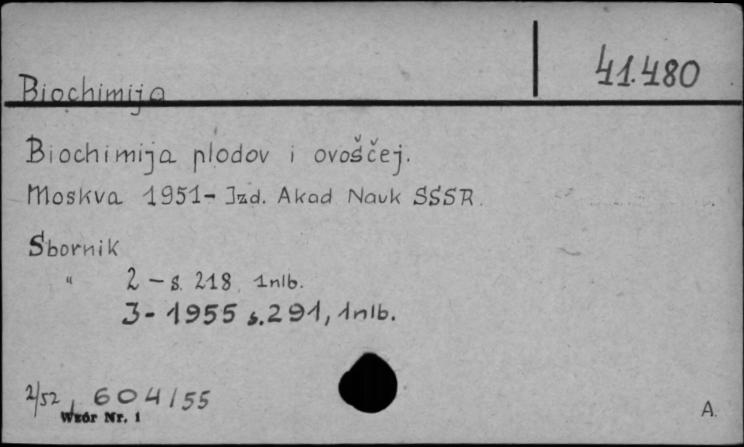 41.480
Biochimija
Biochimija plodov i ovoščej.
Moskva 1951- Izd. Akad Nauk SSSR.
Sbornik
" 2 - s. 218, 1nlb.
3- 1955 s.291, 1nlb.
2/52, 604/55
Wzór Nr. 1
A.